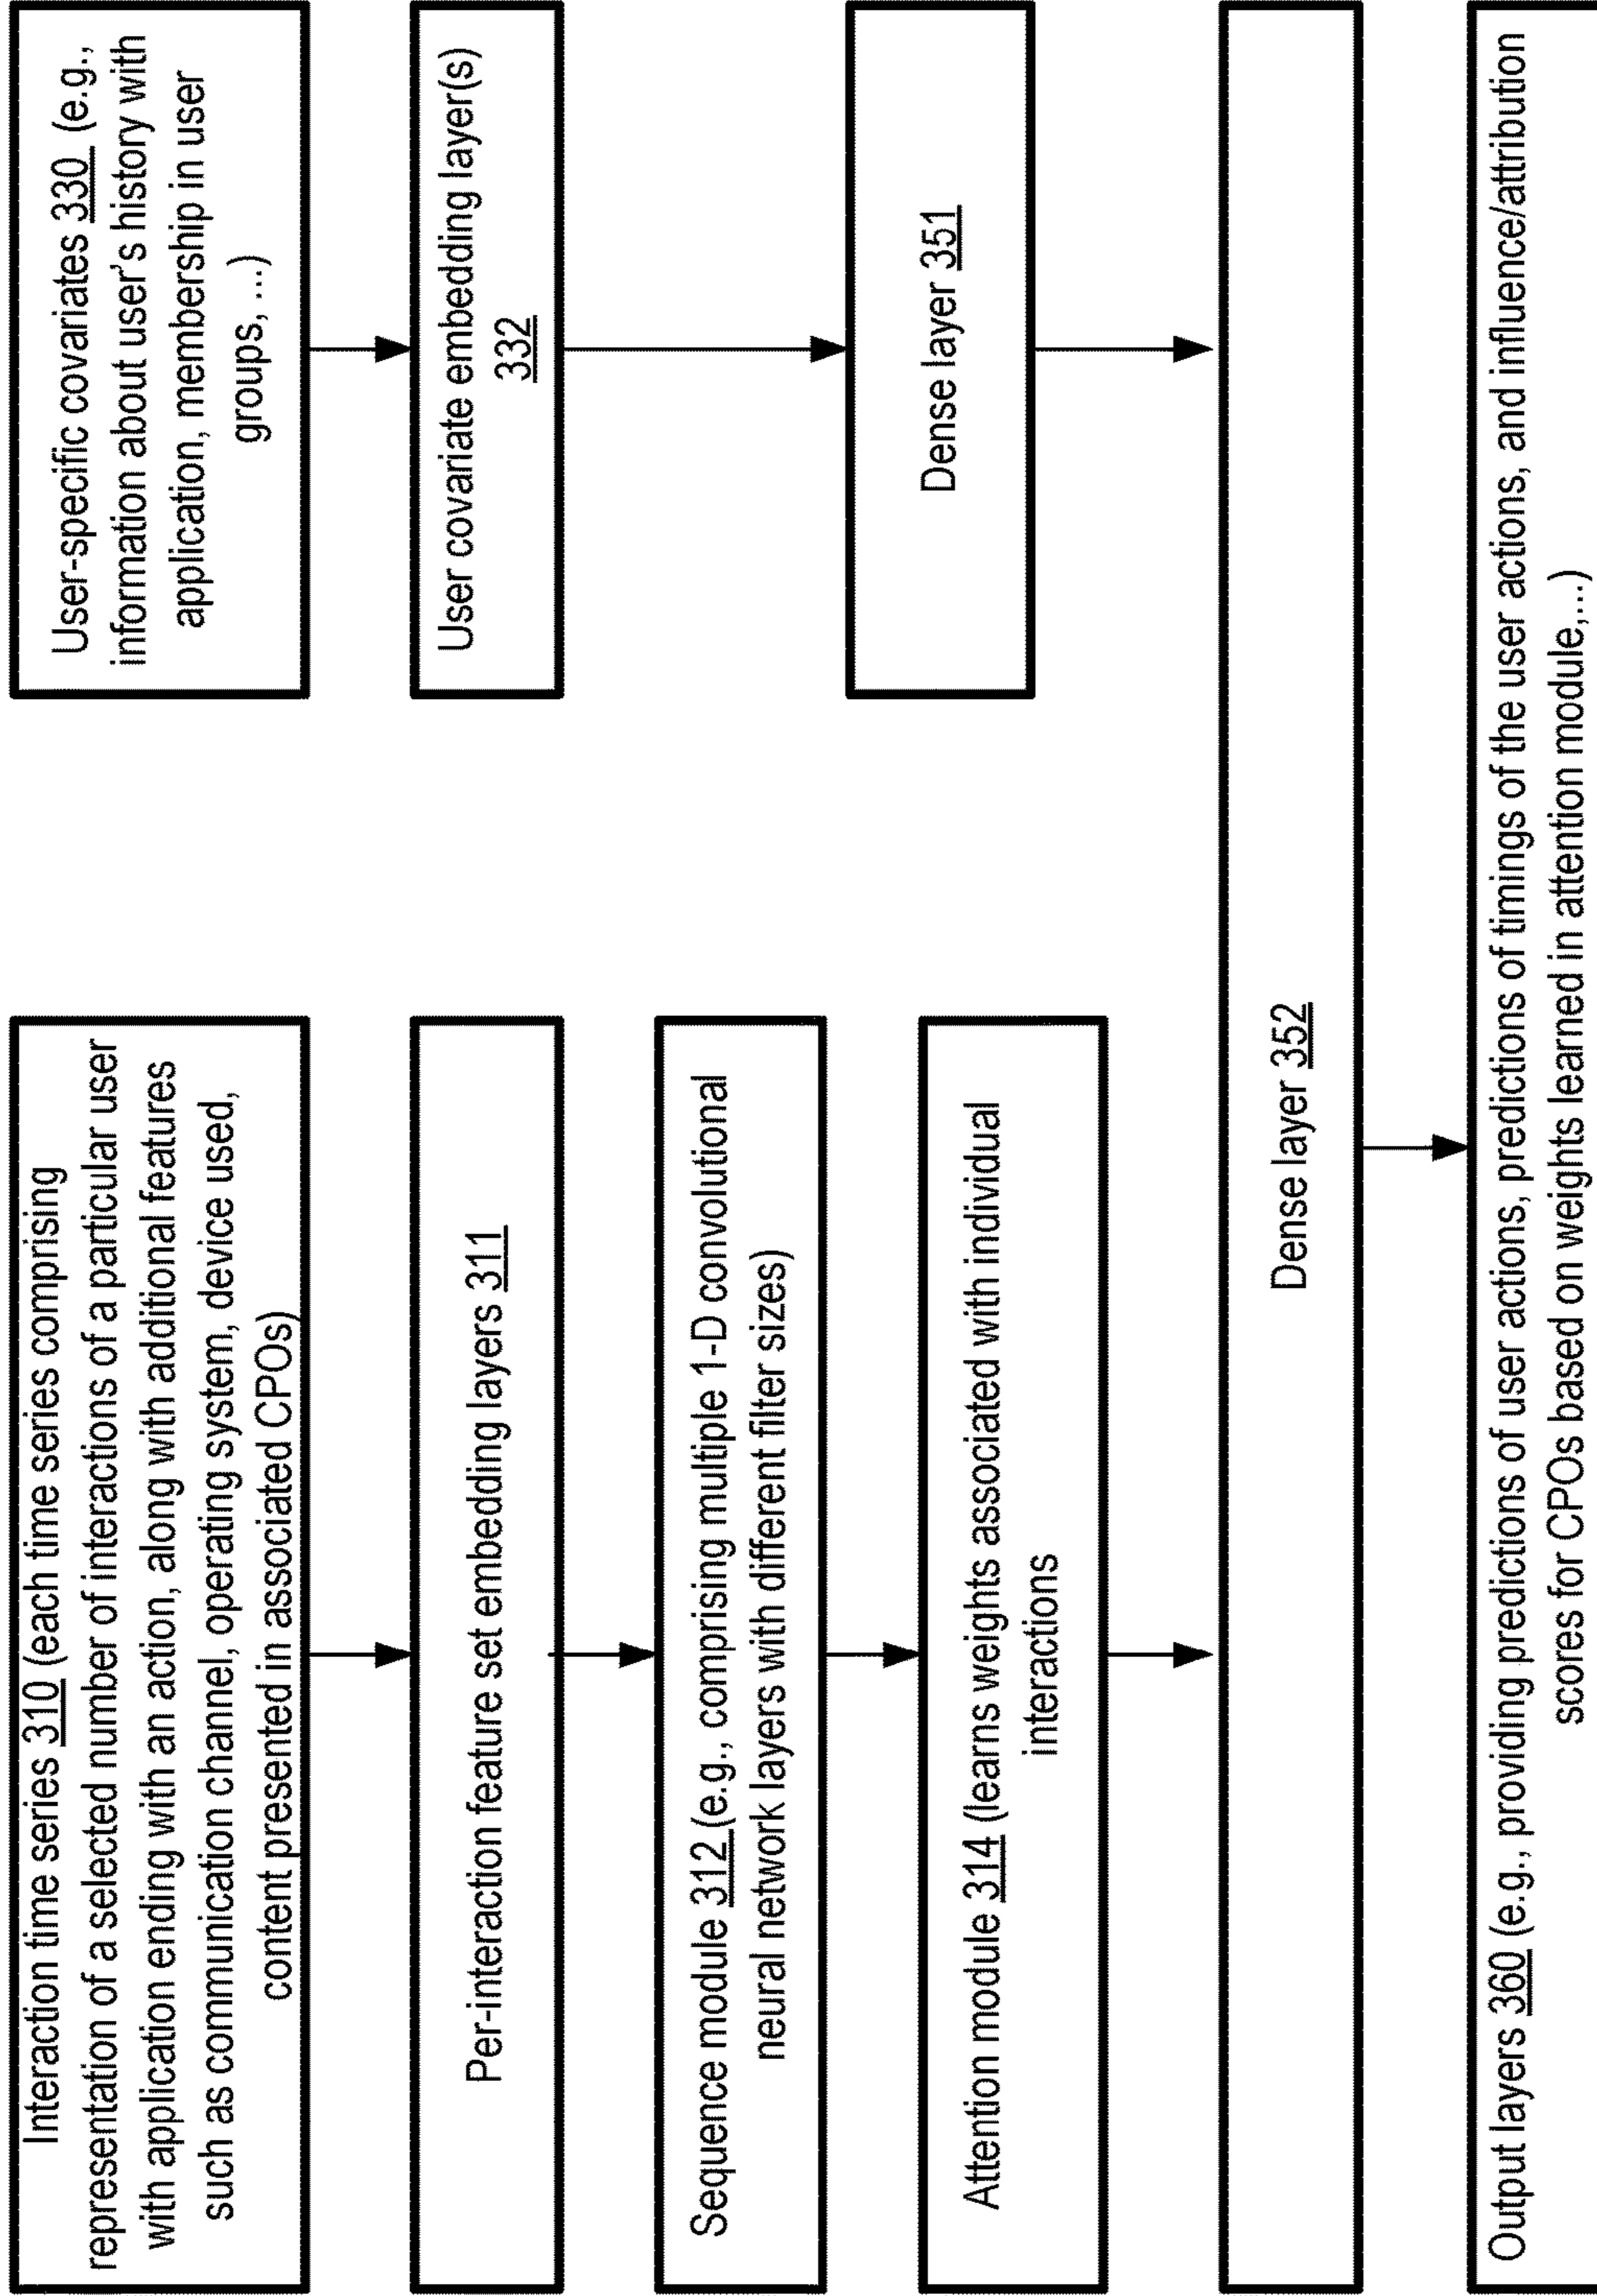 Interaction time series 310 (each time series comprising
representation of a selected number of interactions of a particular user
with application ending with an action, along with additional features
such as communication channel, operating system, device used,
content presented in associated CPOs)
User-specific covariates 330 (e.g.,
information about user's history with
application, membership in user
groups, ...)
Per-interaction feature set embedding layers 311
User covariate embedding layer(s)
332
Sequence module 312 (e.g., comprising multiple 1-D convolutional
neural network layers with different filter sizes)
Dense layer 351
Attention module 314 (learns weights associated with individual
interactions
Dense layer 352
Output layers 360 (e.g., providing predictions of user actions, predictions of timings of the user actions, and influence/attribution
scores for CPOs based on weights learned in attention module,...)